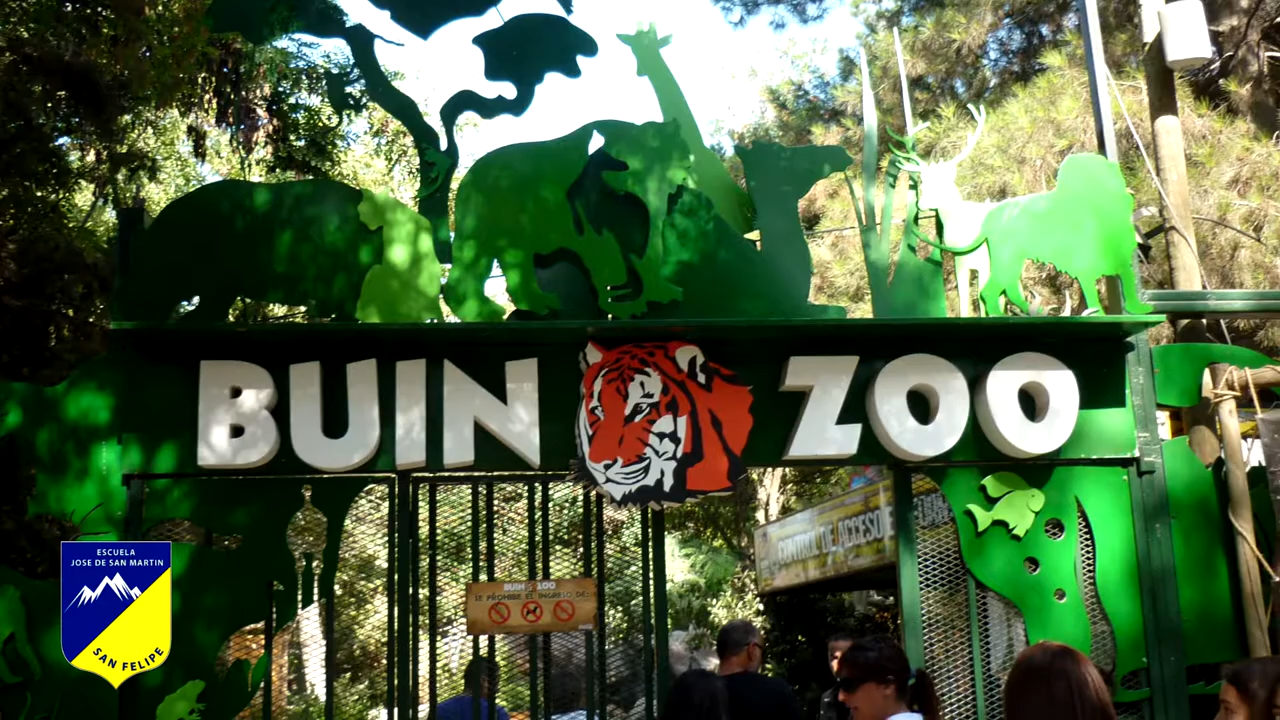 BUIN ZOO
CONTROL DE ACCESO
BUIN ZOO
SE PROHIBE EL INGRESO DE:
ESCUELA
JOSE DE SAN MARTIN
SAN FELIPE